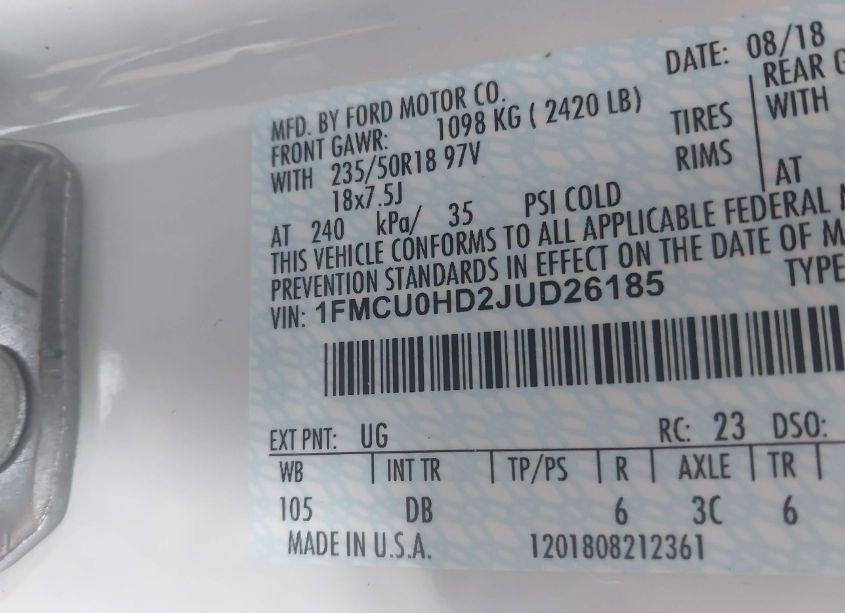 DATE: 08/18
MFD. BY FORD MOTOR CO.
FRONT GAWR: 1098 KG ( 2420 LB)
REAR
WITH 235/50R18 97V TIRES WITH
18x7.5J RIMS
AT 240 kPa/ 35 PSI COLD AT
THIS VEHICLE CONFORMS TO ALL APPLICABLE FEDERAL
PREVENTION STANDARDS IN EFFECT ON THE DATE OF
VIN: 1FMCU0HD2JUD26185 TYPE
EXT PNT: UG RC: 23 DSO:
WB INT TR TP/PS R AXLE TR
105 DB 6 3C 6
MADE IN U.S.A. 1201808212361